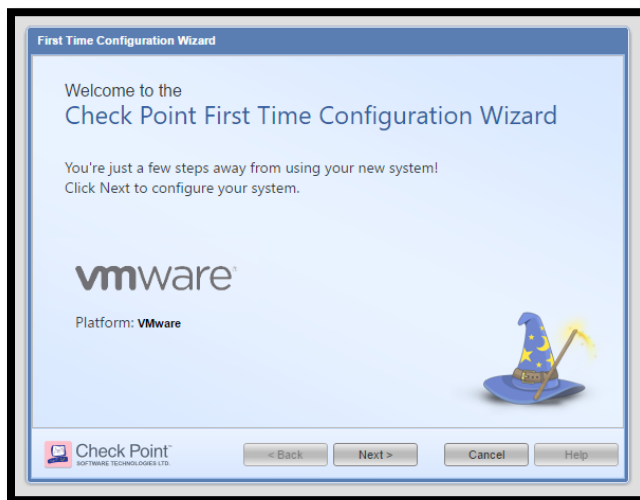 First Time Configuration Wizard
Welcome to the
Check Point First Time Configuration Wizard
You're just a few steps away from using your new system!
Click Next to configure your system.
vmware®
Platform: VMware
Check Point™
SOFTWARE TECHNOLOGIES LTD.
< Back Next > Cancel Help